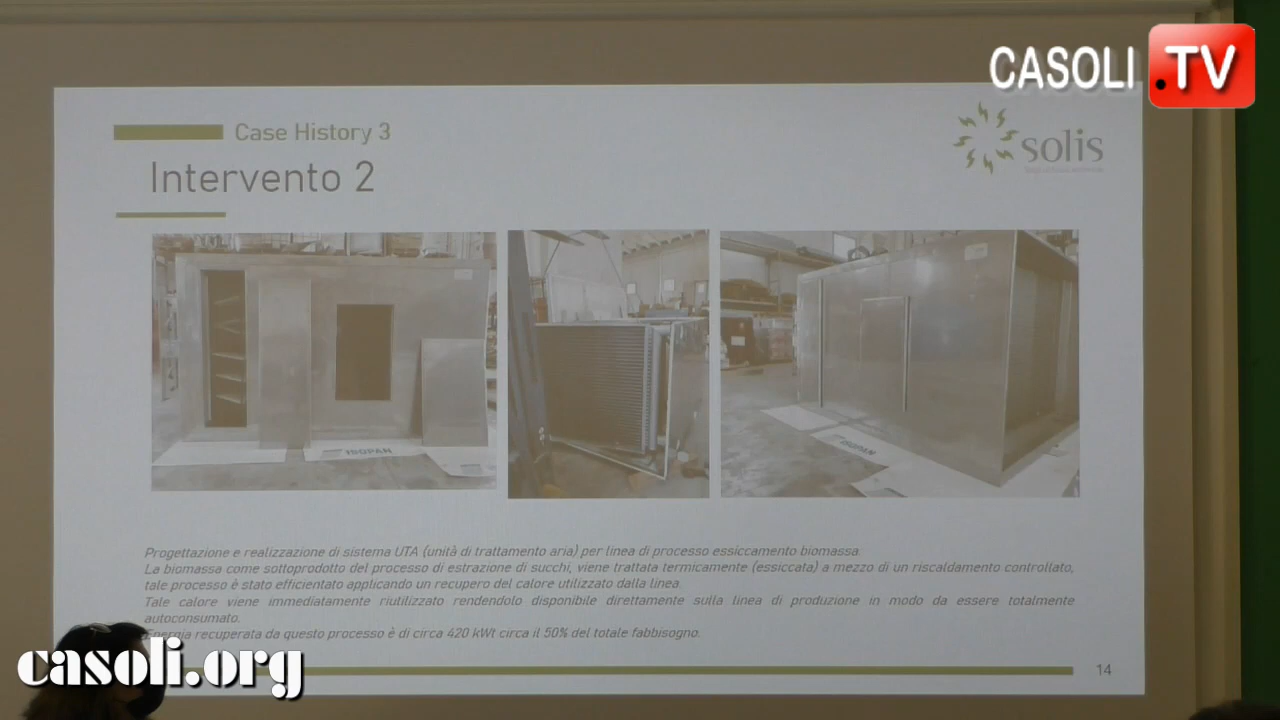 CASOLI .TV
Case History 3
solis
Intervento 2
ISOPAN
ISOPAN
Progettazione e realizzazione di sistema UTA (unità di trattamento aria) per linea di processo essiccamento biomassa.
La biomassa come sottoprodotto del processo di estrazione di succhi, viene trattata termicamente (essiccata) a mezzo di un riscaldamento controllato,
tale processo è stato efficientato applicando un recupero del calore utilizzato dalla linea.
Tale calore viene immediatamente riutilizzato rendendolo disponibile direttamente sulla linea di produzione in modo da essere totalmente
autoconsumato.
Energia recuperata da questo processo è di circa 420 kWt circa il 50% del totale fabbisogno.
casoli.org
14